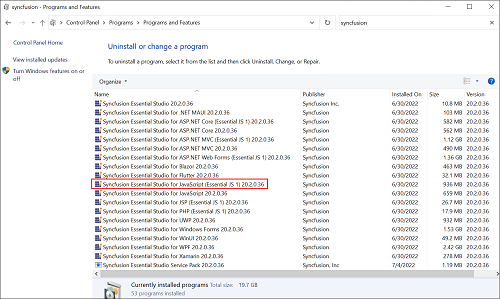 Programs and Features
Control Panel > Programs > Programs and Features
syncfusion
Control Panel Home
View installed updates
Turn Windows features on or off
Uninstall or change a program
To uninstall a program, select it from the list and then click Uninstall, Change, or Repair.
Organize
Name Publisher Installed On Size Version
Syncfusion Essential Studio 20.2.0.36 Syncfusion Inc. 6/30/2022 10.8 MB 20.2.0.36
Syncfusion Essential Studio for .NET MAUI 20.2.0.36 Syncfusion 6/30/2022 103 MB 20.2.0.36
Syncfusion Essential Studio for ASP.NET Core (Essential JS 1) 20.2.0.36 Syncfusion 6/30/2022 582 MB 20.2.0.36
Syncfusion Essential Studio for ASP.NET Core 20.2.0.36 Syncfusion 6/30/2022 562 MB 20.2.0.36
Syncfusion Essential Studio for ASP.NET MVC (Essential JS 1) 20.2.0.36 Syncfusion 6/30/2022 1.12 GB 20.2.0.36
Syncfusion Essential Studio for ASP.NET MVC 20.2.0.36 Syncfusion 6/30/2022 490 MB 20.2.0.36
Syncfusion Essential Studio for ASP.NET Web Forms (Essential JS 1) 20.2.0.36 Syncfusion 6/30/2022 1.36 GB 20.2.0.36
Syncfusion Essential Studio for Blazor 20.2.0.36 Syncfusion 6/30/2022 463 MB 20.2.0.36
Syncfusion Essential Studio for Flutter 20.2.0.36 Syncfusion 6/30/2022 32.1 MB 20.2.0.36
Syncfusion Essential Studio for JavaScript (Essential JS 1) 20.2.0.36 Syncfusion 6/30/2022 936 MB 20.2.0.36
Syncfusion Essential Studio for JavaScript 20.2.0.36 Syncfusion 6/30/2022 659 MB 20.2.0.36
Syncfusion Essential Studio for JSP (Essential JS 1) 20.2.0.36 Syncfusion 6/30/2022 26.7 MB 20.2.0.36
Syncfusion Essential Studio for PHP (Essential JS 1) 20.2.0.36 Syncfusion 6/30/2022 17.9 MB 20.2.0.36
Syncfusion Essential Studio for UWP 20.2.0.36 Syncfusion 6/30/2022 932 MB 20.2.0.36
Syncfusion Essential Studio for Windows Forms 20.2.0.36 Syncfusion 6/30/2022 1.53 GB 20.2.0.36
Syncfusion Essential Studio for WinUI 20.2.0.36 Syncfusion 6/30/2022 49.2 MB 20.2.0.36
Syncfusion Essential Studio for WPF 20.2.0.36 Syncfusion 6/30/2022 2.42 GB 20.2.0.36
Syncfusion Essential Studio for Xamarin 20.2.0.36 Syncfusion 6/30/2022 278 MB 20.2.0.36
Syncfusion Essential Studio Service Pack 20.2.0.38 Syncfusion, Inc 7/4/2022 1.19 MB 20.2.0.38
Currently installed programs Total size: 19.7 GB
53 programs installed